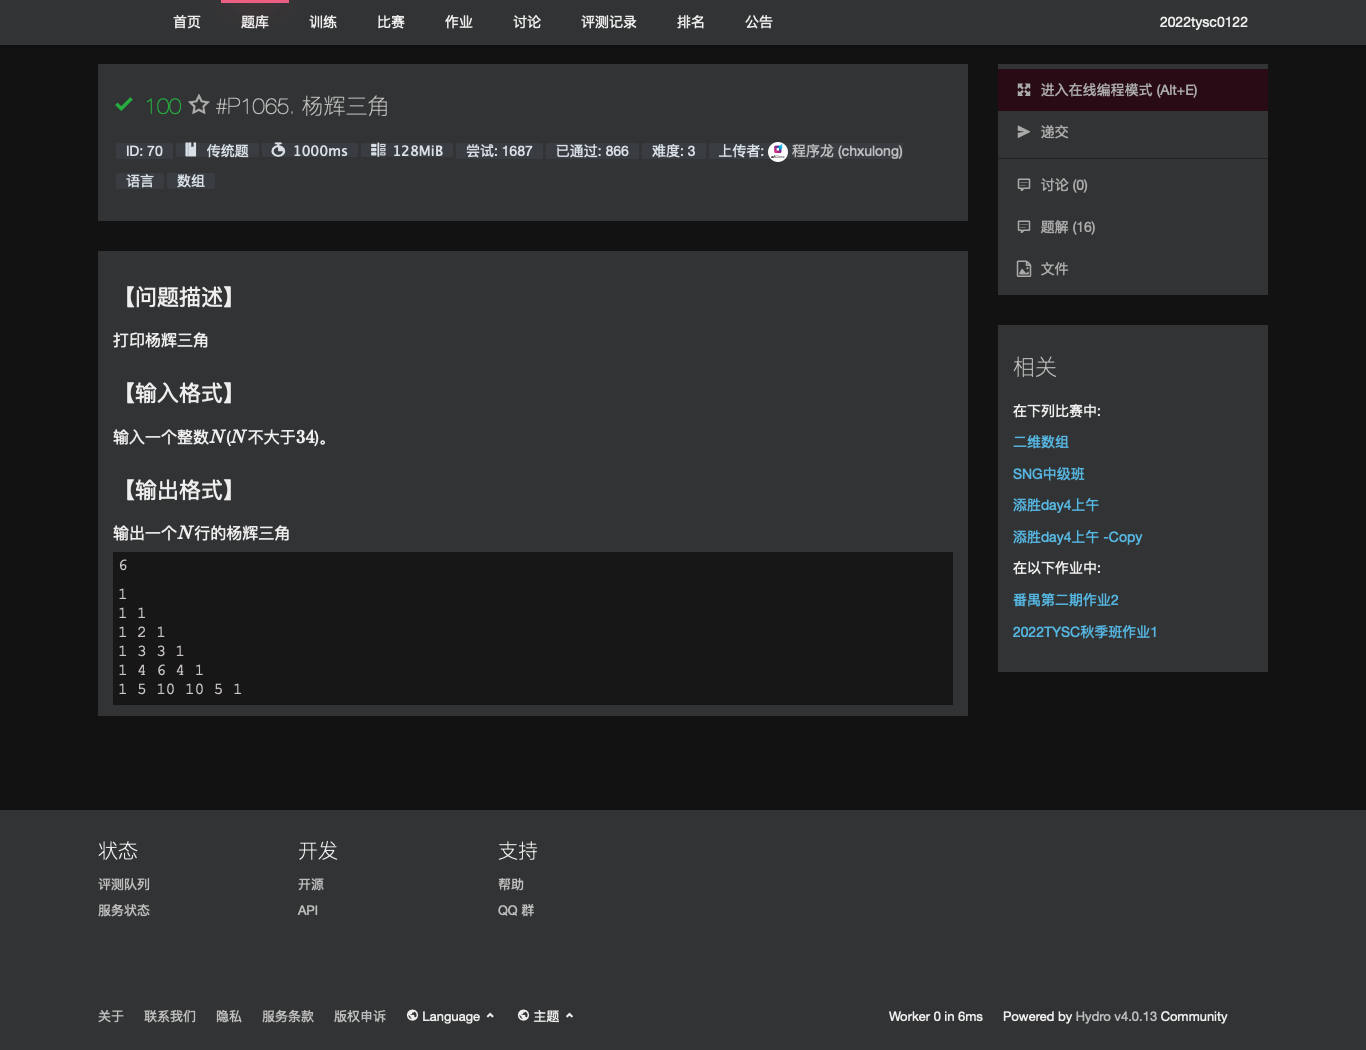 首页 题库 训练 比赛 作业 讨论 评测记录 排名 公告 2022tysc0122
100 #P1065. 杨辉三角
ID: 70 传统题 1000ms 128MiB 尝试: 1687 已通过: 866 难度: 3 上传者: 程序龙 (chxulong)
语言 数组
【问题描述】
打印杨辉三角
【输入格式】
输入一个整数N(N不大于34)。
【输出格式】
输出一个N行的杨辉三角
6
1
1 1
1 2 1
1 3 3 1
1 4 6 4 1
1 5 10 10 5 1
进入在线编程模式 (Alt+E)
递交
讨论 (0)
题解 (16)
文件
相关
在下列比赛中:
二维数组
SNG中级班
添胜day4上午
添胜day4上午 -Copy
在以下作业中:
番禺第二期作业2
2022TYSC秋季班作业1
状态 开发 支持
评测队列 开源 帮助
服务状态 API QQ 群
关于 联系我们 隐私 服务条款 版权申诉 Language 主题 Worker 0 in 6ms Powered by Hydro v4.0.13 Community